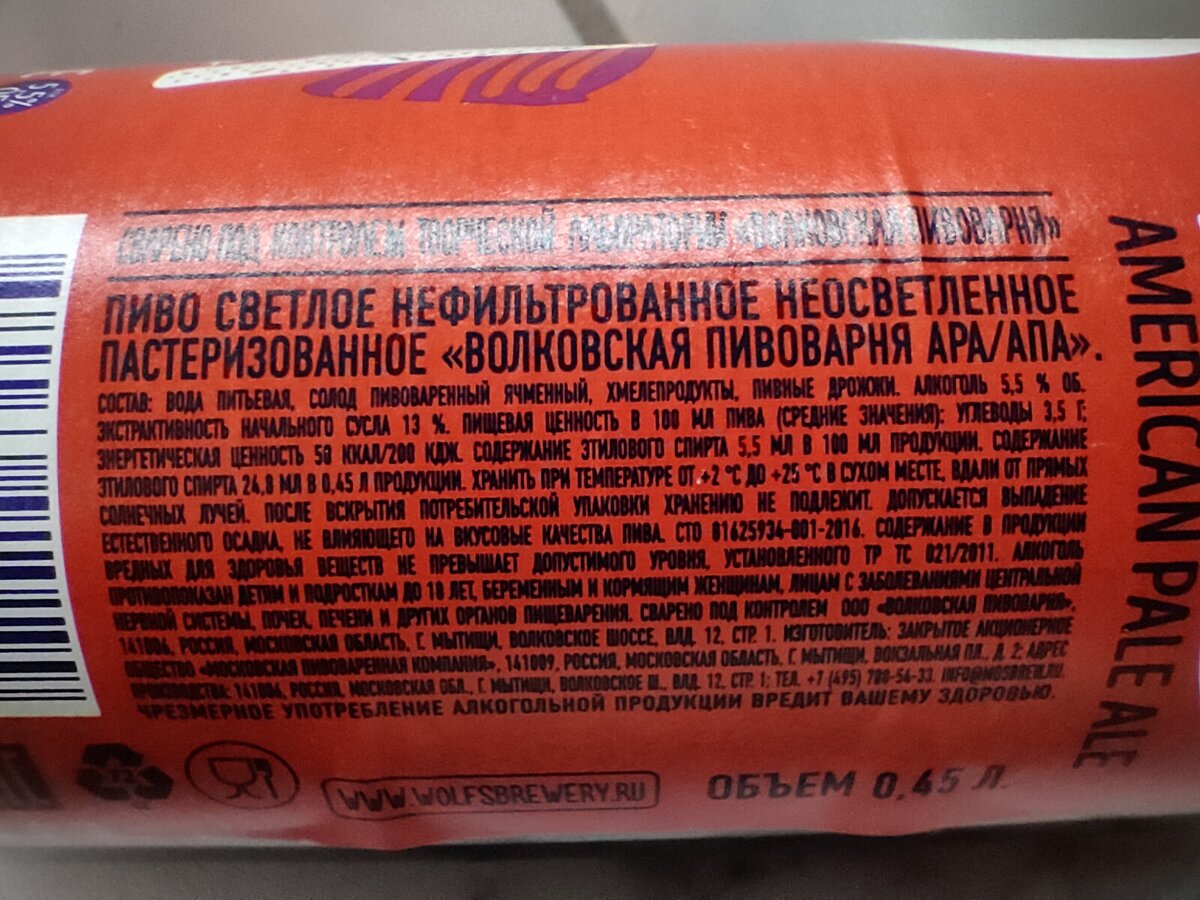 5,5%
ОБ.
СВАРЕНО ПОД КОНТРОЛЕМ ТВОРЧЕСКОЙ ЛАБОРАТОРИИ «ВОЛКОВСКАЯ ПИВОВАРНЯ»
ПИВО СВЕТЛОЕ НЕФИЛЬТРОВАННОЕ НЕОСВЕТЛЕННОЕ
ПАСТЕРИЗОВАННОЕ «ВОЛКОВСКАЯ ПИВОВАРНЯ APA/АПА».
СОСТАВ: ВОДА ПИТЬЕВАЯ, СОЛОД ПИВОВАРЕННЫЙ ЯЧМЕННЫЙ, ХМЕЛЕПРОДУКТЫ, ПИВНЫЕ ДРОЖЖИ. АЛКОГОЛЬ 5,5 % ОБ.
ЭКСТРАКТИВНОСТЬ НАЧАЛЬНОГО СУСЛА 13 %. ПИЩЕВАЯ ЦЕННОСТЬ В 100 МЛ ПИВА (СРЕДНИЕ ЗНАЧЕНИЯ): УГЛЕВОДЫ 3,5 Г;
ЭНЕРГЕТИЧЕСКАЯ ЦЕННОСТЬ 50 ККАЛ/200 КДЖ. СОДЕРЖАНИЕ ЭТИЛОВОГО СПИРТА 5,5 МЛ В 100 МЛ ПРОДУКЦИИ. СОДЕРЖАНИЕ
ЭТИЛОВОГО СПИРТА 24,8 МЛ В 0,45 Л ПРОДУКЦИИ. ХРАНИТЬ ПРИ ТЕМПЕРАТУРЕ ОТ +2 °С ДО +25 °С В СУХОМ МЕСТЕ, ВДАЛИ ОТ ПРЯМЫХ
СОЛНЕЧНЫХ ЛУЧЕЙ. ПОСЛЕ ВСКРЫТИЯ ПОТРЕБИТЕЛЬСКОЙ УПАКОВКИ ХРАНЕНИЮ НЕ ПОДЛЕЖИТ. ДОПУСКАЕТСЯ ВЫПАДЕНИЕ
ЕСТЕСТВЕННОГО ОСАДКА, НЕ ВЛИЯЮЩЕГО НА ВКУСОВЫЕ КАЧЕСТВА ПИВА. СТО 81625934-001-2016. СОДЕРЖАНИЕ В ПРОДУКЦИИ
ВРЕДНЫХ ДЛЯ ЗДОРОВЬЯ ВЕЩЕСТВ НЕ ПРЕВЫШАЕТ ДОПУСТИМОГО УРОВНЯ, УСТАНОВЛЕННОГО ТР ТС 021/2011. АЛКОГОЛЬ
ПРОТИВОПОКАЗАН ДЕТЯМ И ПОДРОСТКАМ ДО 18 ЛЕТ, БЕРЕМЕННЫМ И КОРМЯЩИМ ЖЕНЩИНАМ, ЛИЦАМ С ЗАБОЛЕВАНИЯМИ ЦЕНТРАЛЬНОЙ
НЕРВНОЙ СИСТЕМЫ, ПОЧЕК, ПЕЧЕНИ И ДРУГИХ ОРГАНОВ ПИЩЕВАРЕНИЯ. СВАРЕНО ПОД КОНТРОЛЕМ ООО «ВОЛКОВСКАЯ ПИВОВАРНЯ»,
141006, РОССИЯ, МОСКОВСКАЯ ОБЛАСТЬ, Г. МЫТИЩИ, ВОЛКОВСКОЕ ШОССЕ, ВЛД. 12, СТР. 1. ИЗГОТОВИТЕЛЬ: ЗАКРЫТОЕ АКЦИОНЕРНОЕ
ОБЩЕСТВО «МОСКОВСКАЯ ПИВОВАРЕННАЯ КОМПАНИЯ», 141009, РОССИЯ, МОСКОВСКАЯ ОБЛАСТЬ, Г. МЫТИЩИ, ВОКЗАЛЬНАЯ ПЛ., Д. 2; АДРЕС
ПРОИЗВОДСТВА: 141006, РОССИЯ, МОСКОВСКАЯ ОБЛ., Г. МЫТИЩИ, ВОЛКОВСКОЕ Ш., ВЛД. 12, СТР. 1; ТЕЛ. +7 (495) 780-54-33, INFO@MOSBREW.RU.
ЧРЕЗМЕРНОЕ УПОТРЕБЛЕНИЕ АЛКОГОЛЬНОЙ ПРОДУКЦИИ ВРЕДИТ ВАШЕМУ ЗДОРОВЬЮ.
WWW.WOLFSBREWERY.RU
ОБЪЕМ 0,45 Л.
AMERICAN PALE ALE